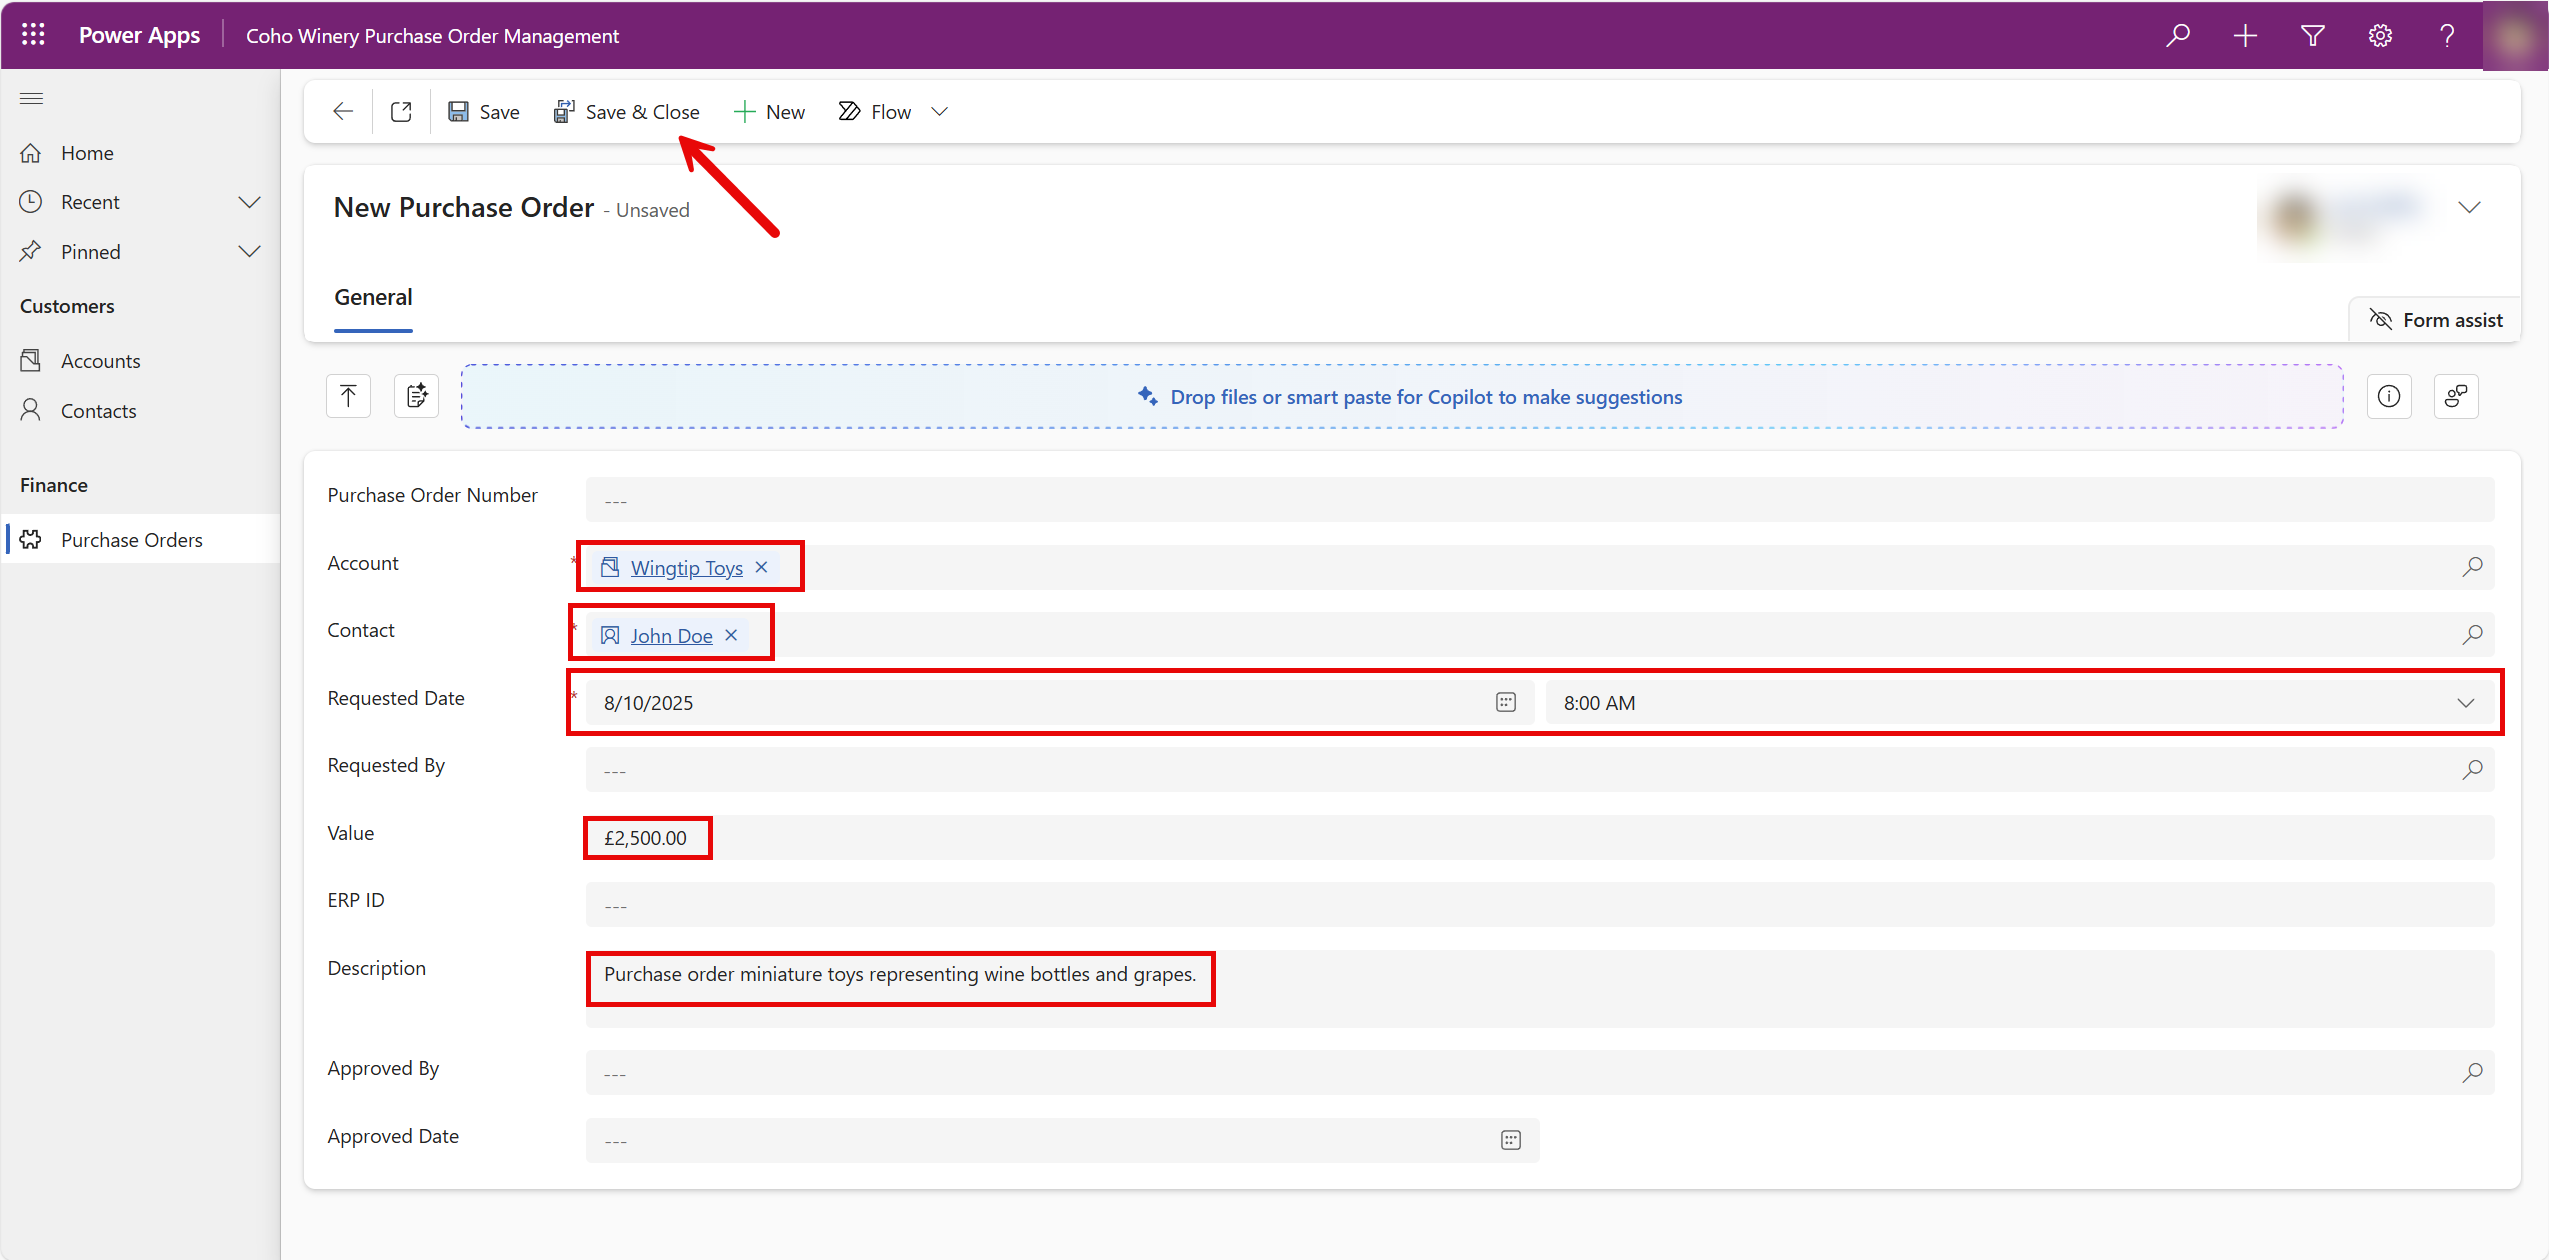 Power Apps
Coho Winery Purchase Order Management
Save
Save & Close
New
Flow
Home
Recent
Pinned
Customers
Accounts
Contacts
Finance
Purchase Orders
New Purchase Order - Unsaved
General
Form assist
Drop files or smart paste for Copilot to make suggestions
Purchase Order Number ---
Account * Wingtip Toys
Contact * John Doe
Requested Date * 8/10/2025 8:00 AM
Requested By ---
Value £2,500.00
ERP ID ---
Description Purchase order miniature toys representing wine bottles and grapes.
Approved By ---
Approved Date ---